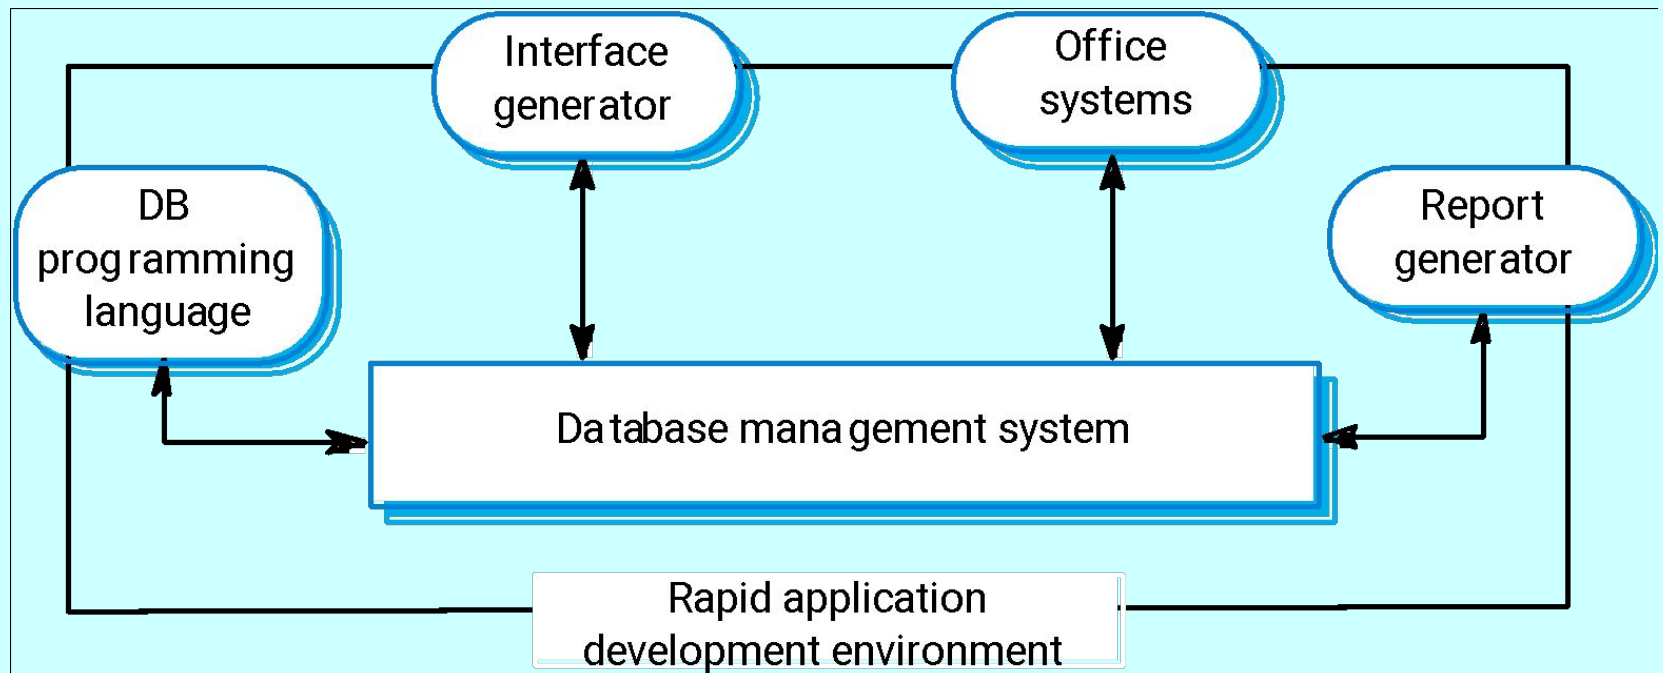 Interface
generator
Office
systems
DB
programming
language
Report
generator
Database management system
Rapid application
development environment